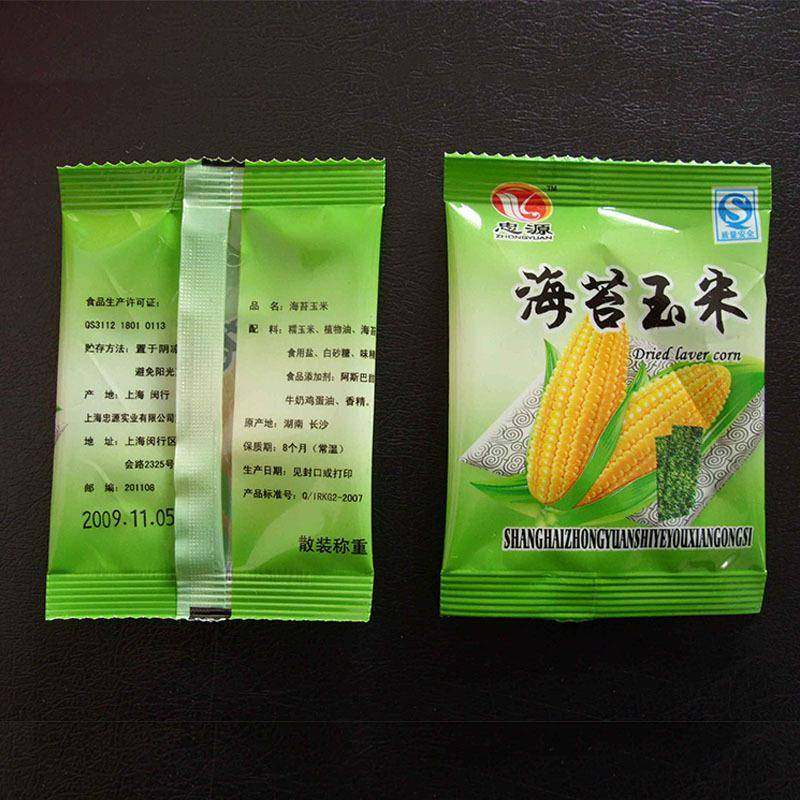 食品生产许可证:
QS3112 1801 0113
贮存方法: 置于阴凉
避免阳光
产 地: 上海 闵行
上海忠源实业有限公司
地 址: 上海闵行区
会路2325号
邮 编: 201108
2009.11.05
品 名: 海苔玉米
配 料: 糯玉米、植物油、海苔
食用盐、白砂糖、味精
食品添加剂: 阿斯巴甜
牛奶鸡蛋油、香精、
原产地: 湖南 长沙
保质期: 8个月 (常温)
生产日期: 见封口或打印
产品标准号: Q/IRKG2-2007
散装称重
TM
忠源
ZHONGYUAN
质量安全
海苔玉米
Dried laver corn
SHANGHAIZHONGYUANSHIYEYOUXIANGONGSI